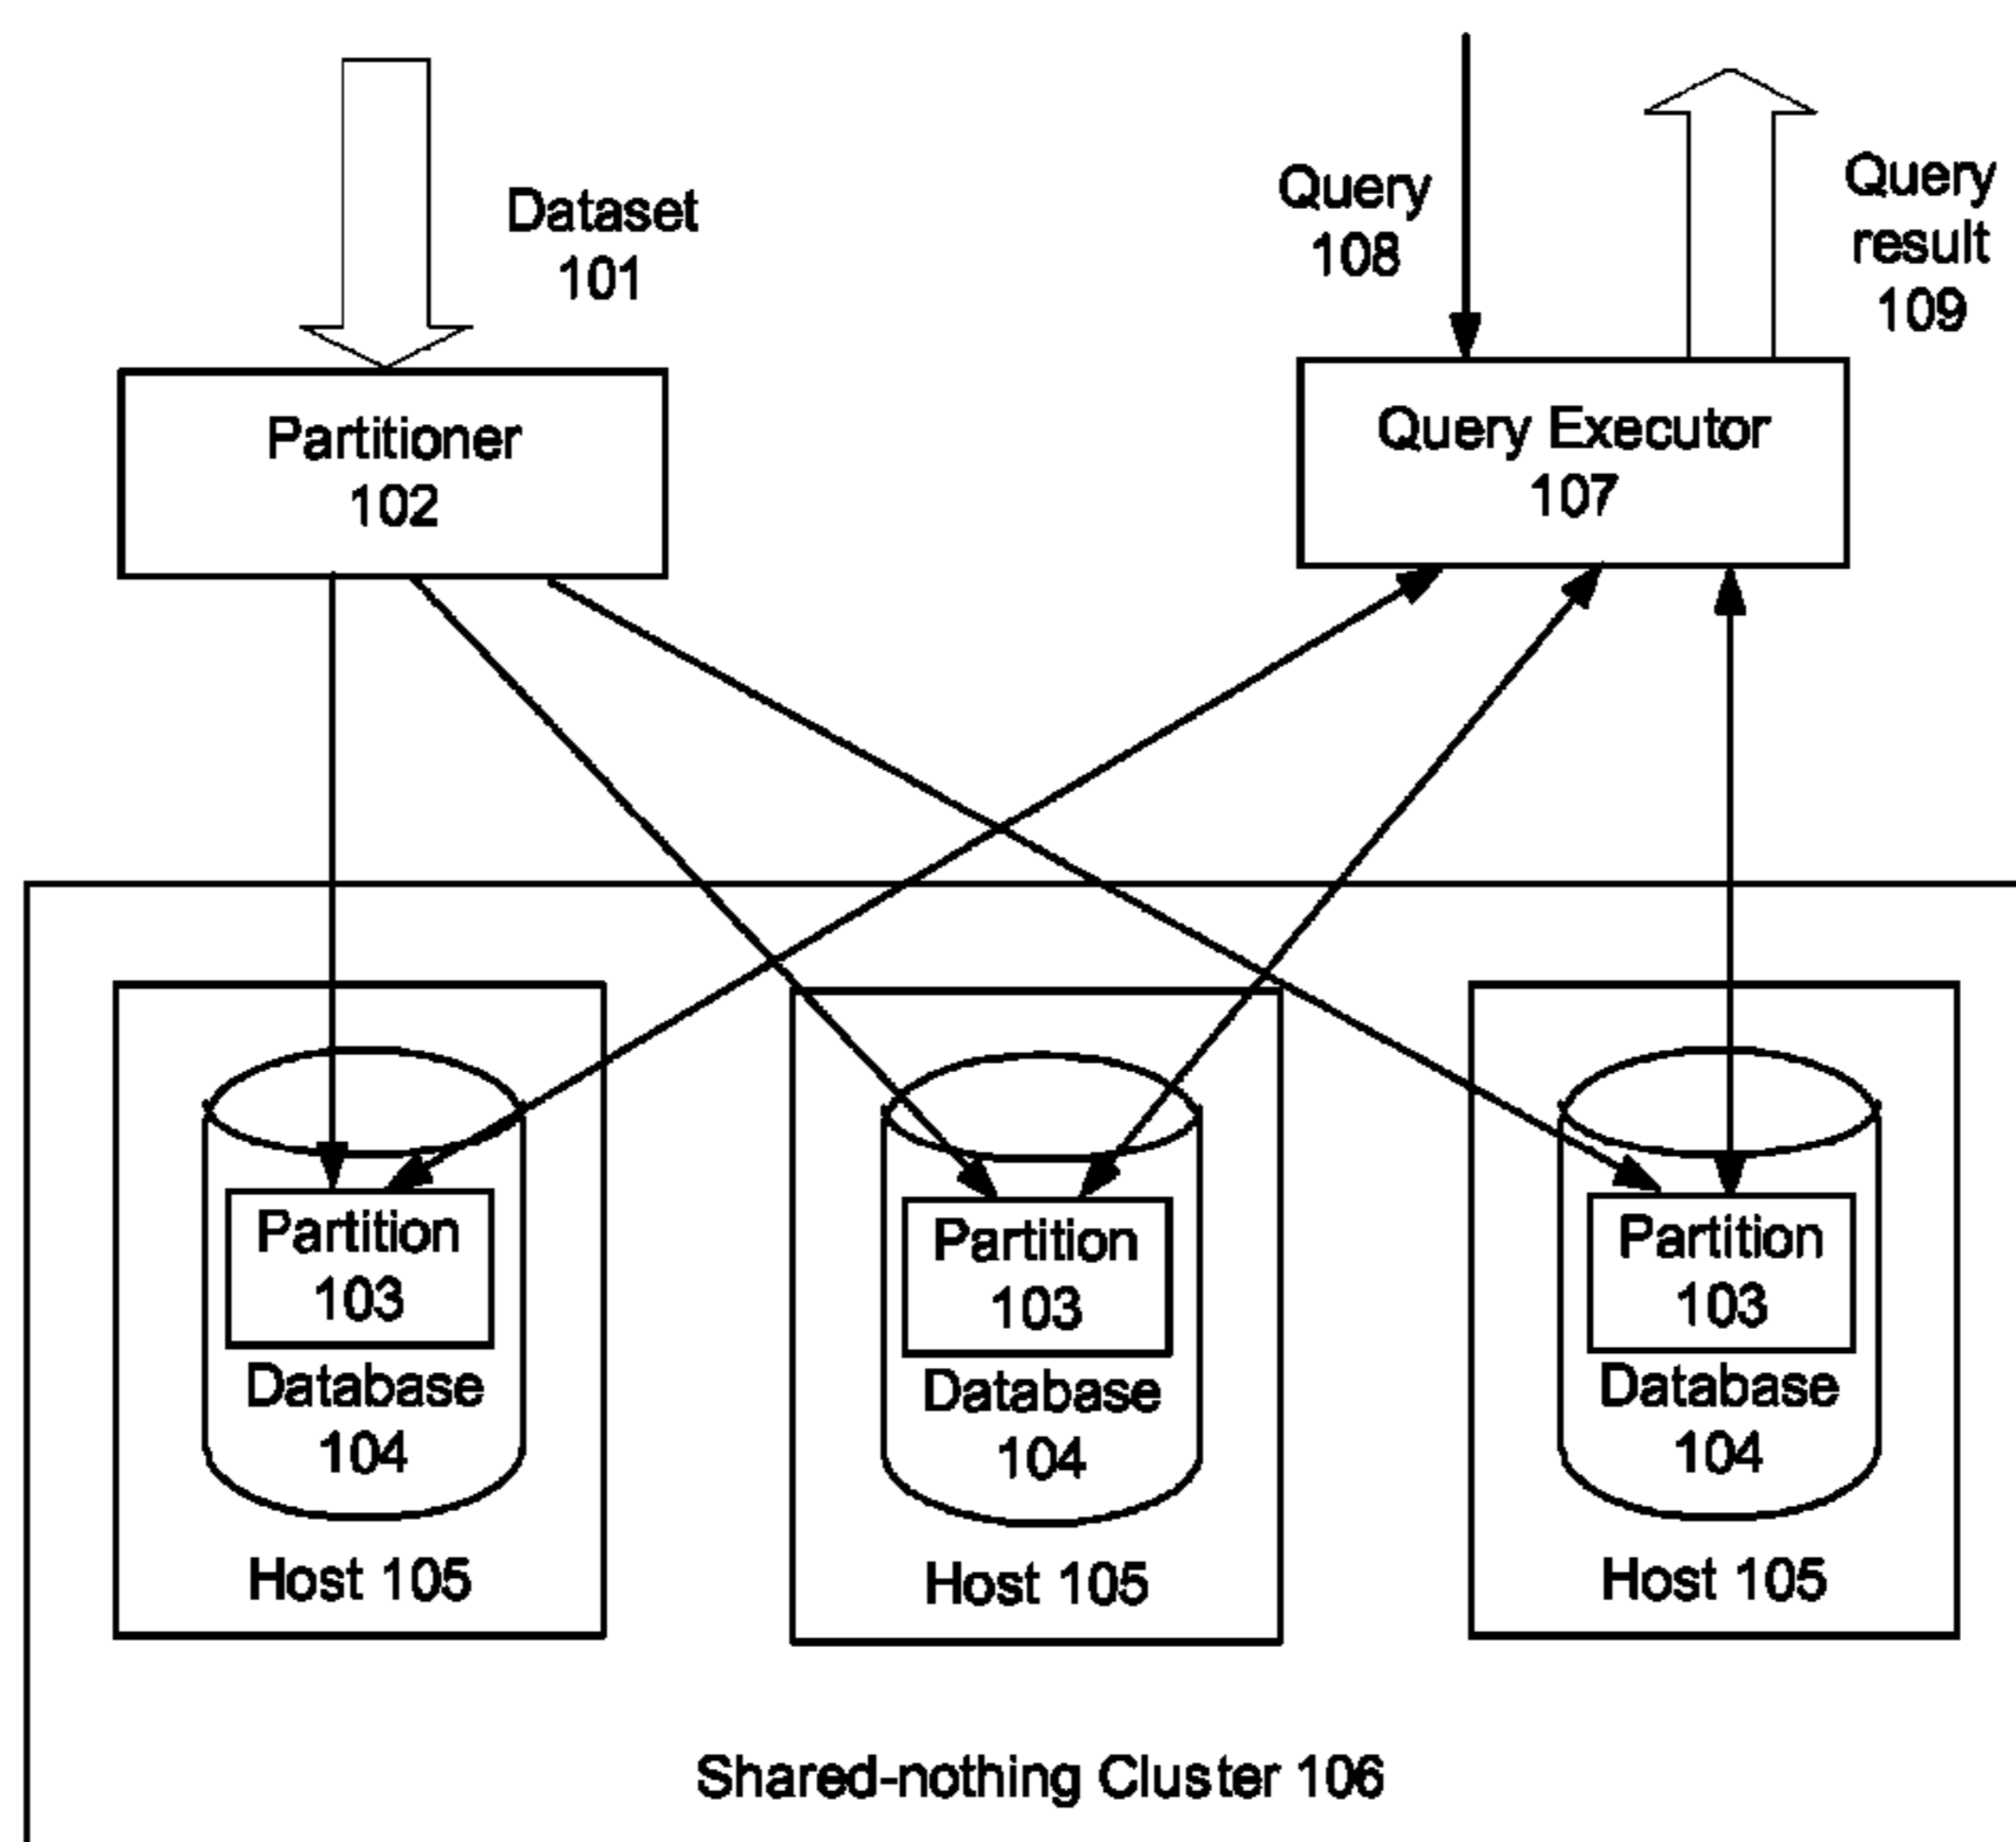 Dataset
101
Query
108
Query
result
109
Partitioner
102
Query Executor
107
Partition
103
Database
104
Host 105
Partition
103
Database
104
Host 105
Partition
103
Database
104
Host 105
Shared-nothing Cluster 106